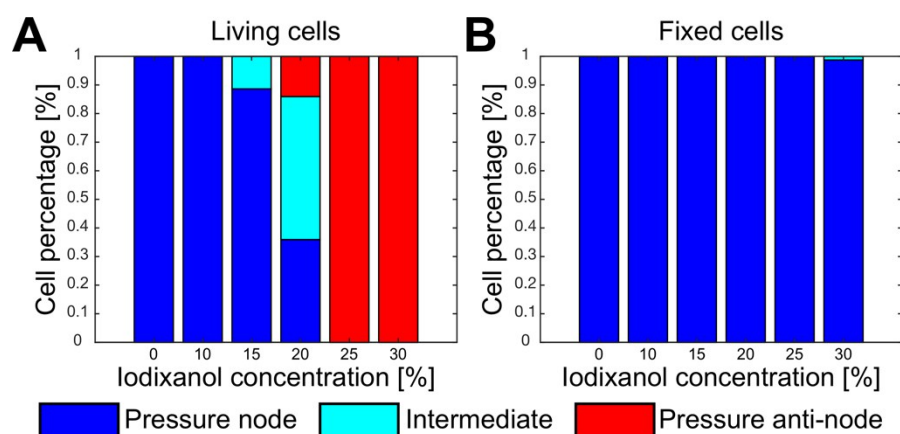 A
Living cells
Cell percentage [%]
1
0.9
0.8
0.7
0.6
0.5
0.4
0.3
0.2
0.1
0
0 10 15 20 25 30
Iodixanol concentration [%]
B
Fixed cells
Cell percentage [%]
1
0.9
0.8
0.7
0.6
0.5
0.4
0.3
0.2
0.1
0
0 10 15 20 25 30
Iodixanol concentration [%]
Pressure node Intermediate Pressure anti-node